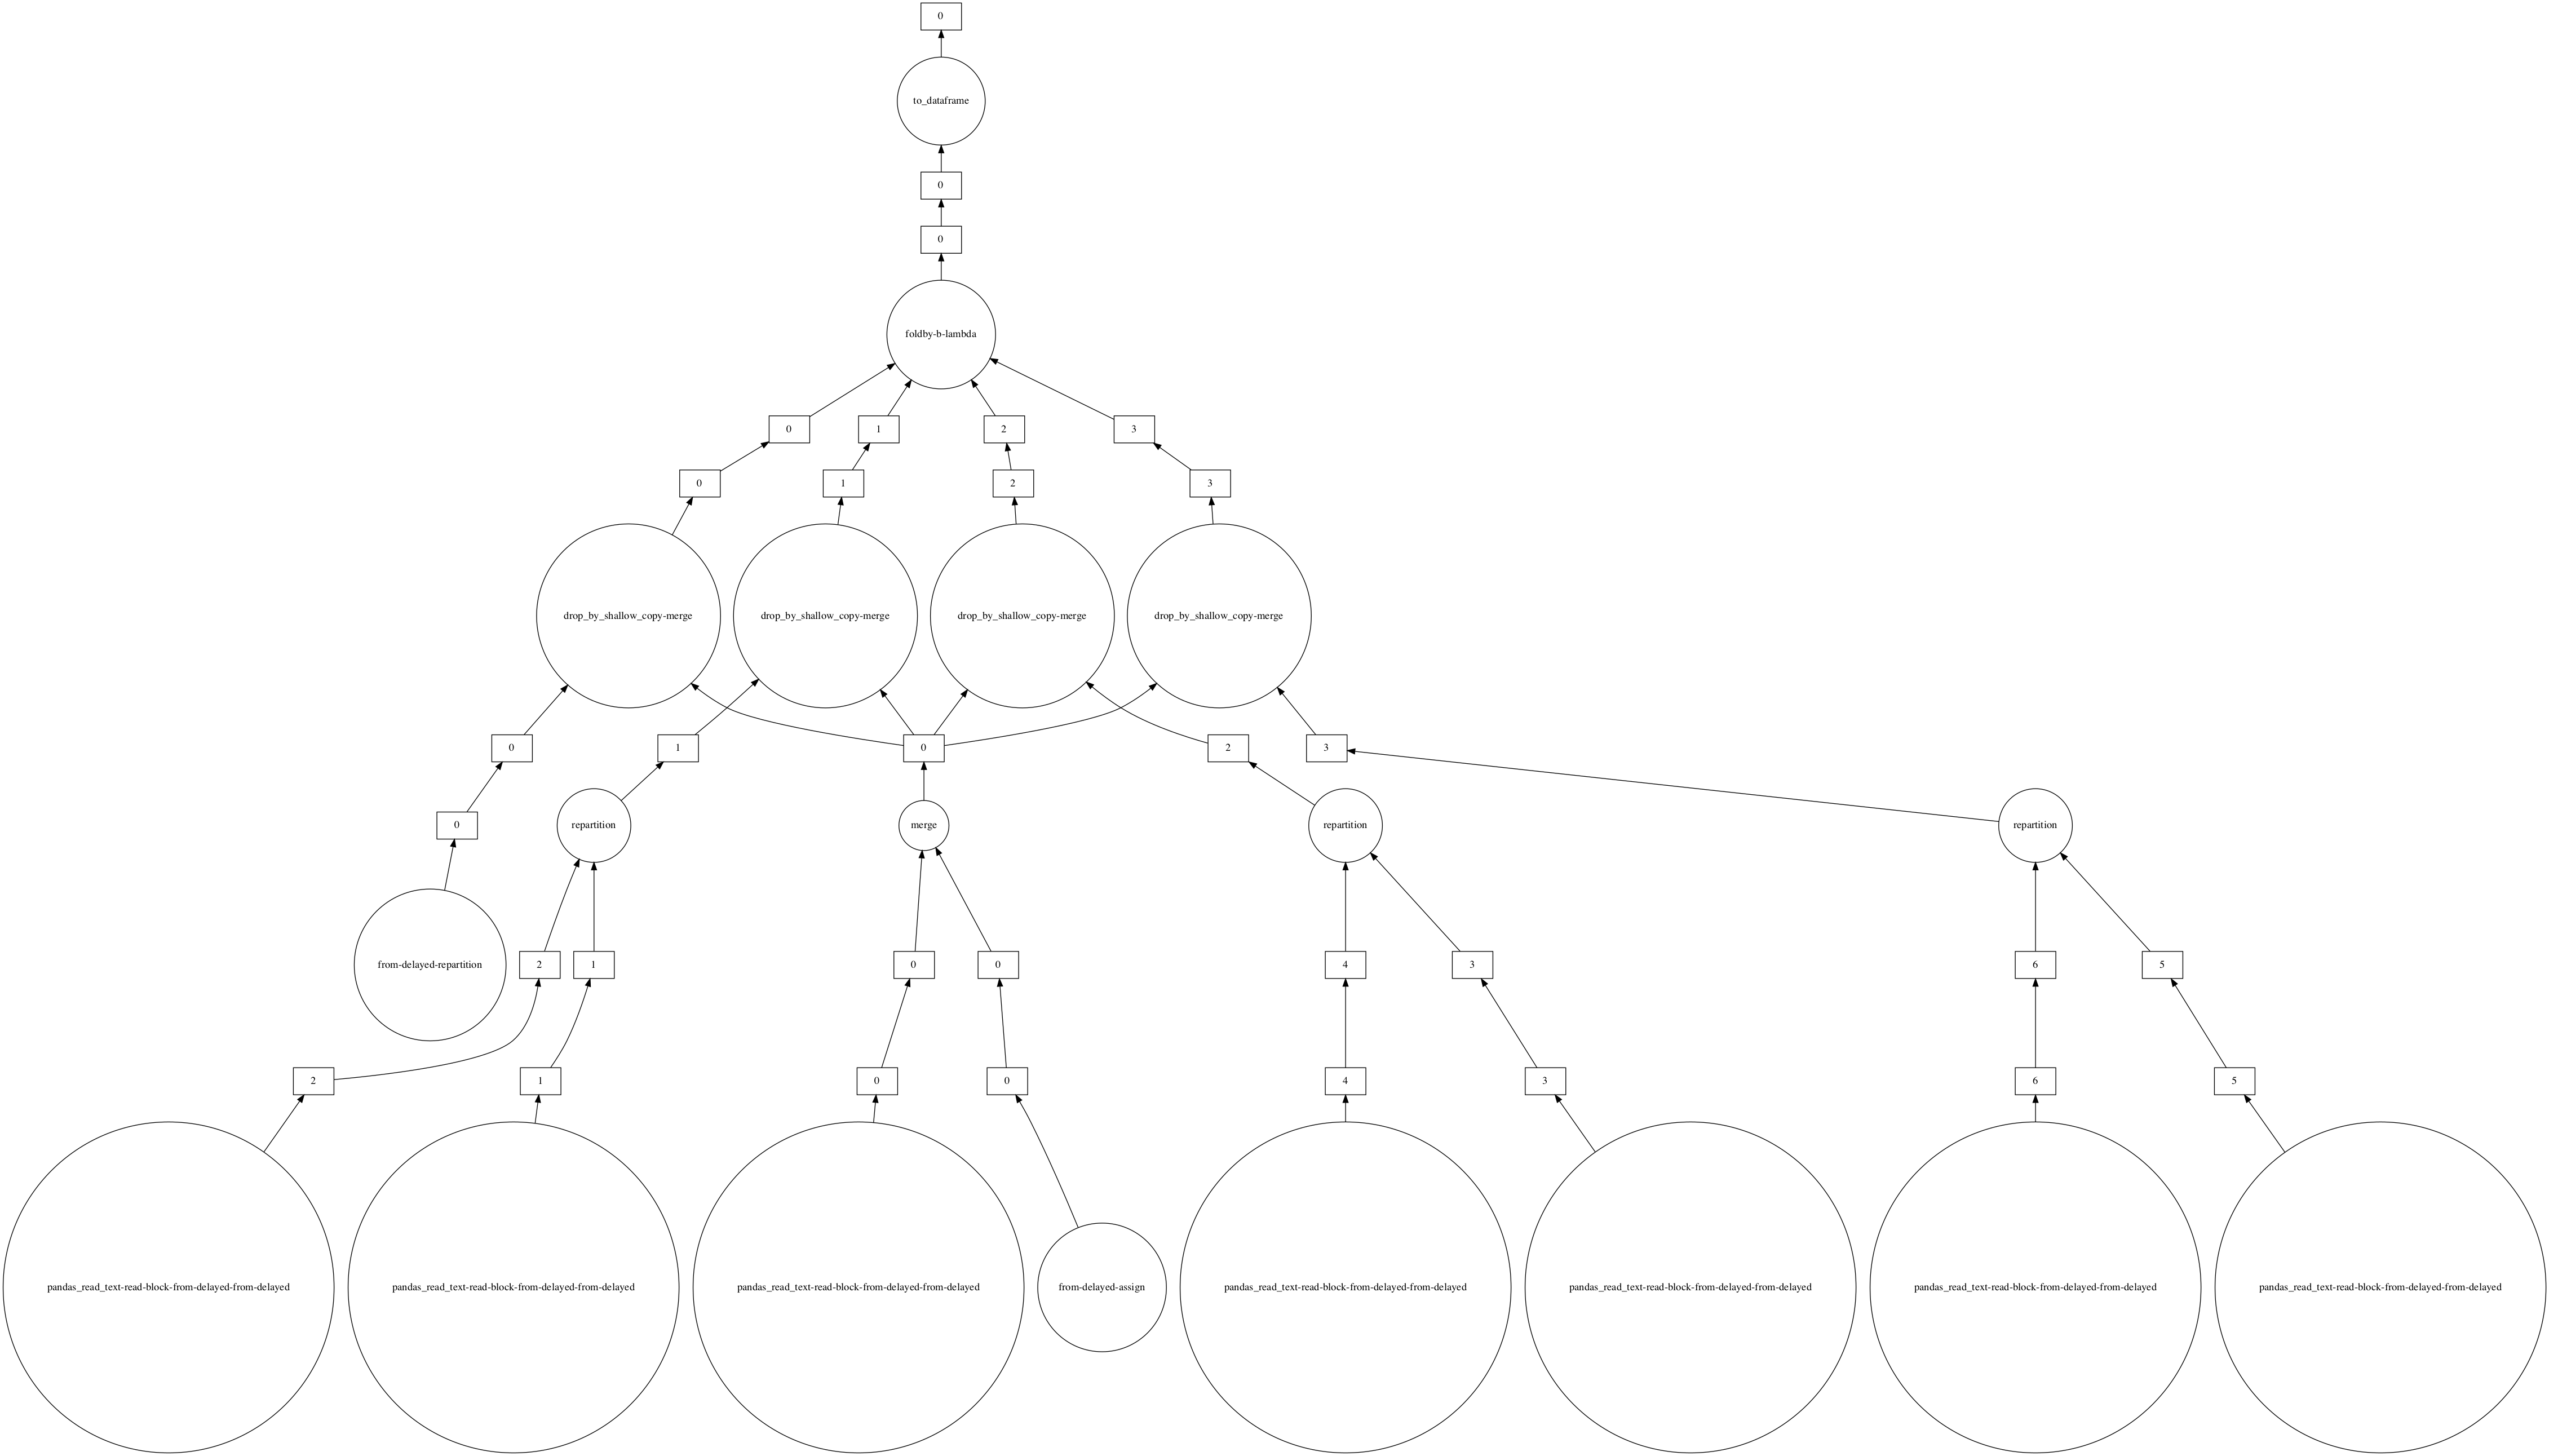 0
to_dataframe
0
0
foldby-b-lambda
0
1
2
3
0
1
2
3
drop_by_shallow_copy-merge
drop_by_shallow_copy-merge
drop_by_shallow_copy-merge
drop_by_shallow_copy-merge
0
1
0
2
3
0
repartition
merge
repartition
repartition
from-delayed-repartition
2
1
0
0
4
3
6
5
2
1
0
0
4
3
6
5
pandas_read_text-read-block-from-delayed-from-delayed
pandas_read_text-read-block-from-delayed-from-delayed
pandas_read_text-read-block-from-delayed-from-delayed
from-delayed-assign
pandas_read_text-read-block-from-delayed-from-delayed
pandas_read_text-read-block-from-delayed-from-delayed
pandas_read_text-read-block-from-delayed-from-delayed
pandas_read_text-read-block-from-delayed-from-delayed